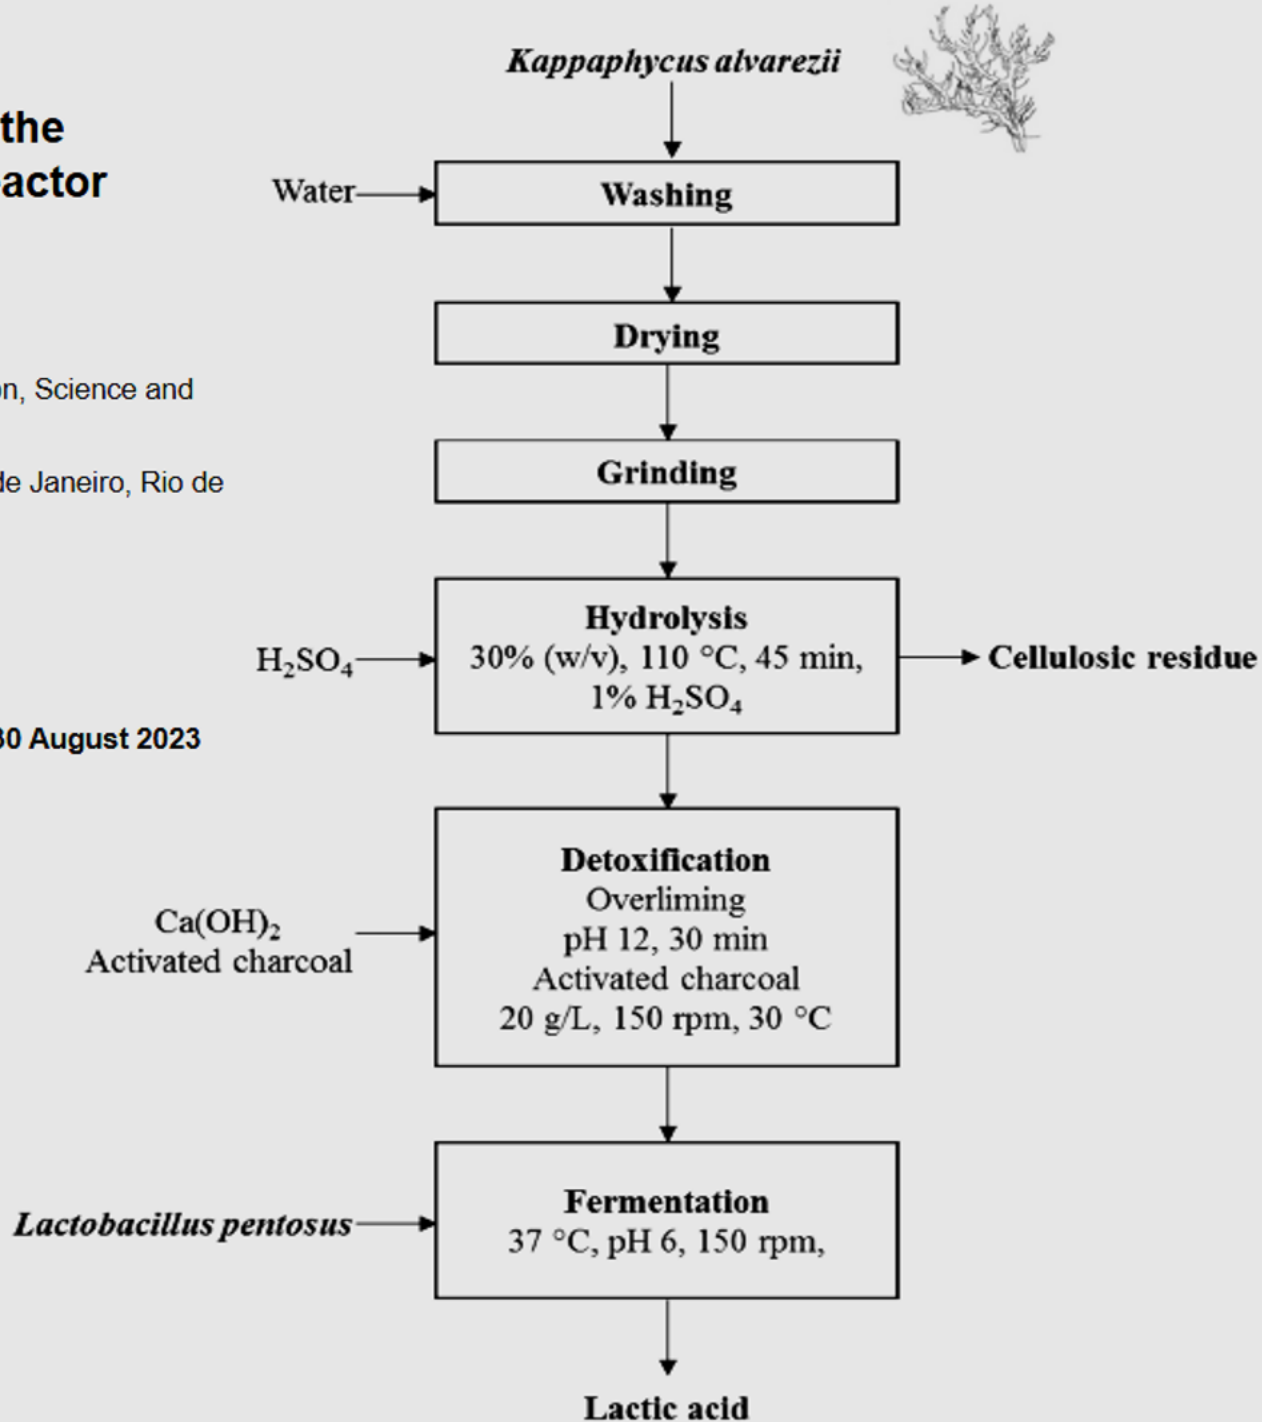 Kappaphycus alvarezii
the
actor
Water
Washing
Drying
n, Science and
Grinding
de Janeiro, Rio de
Hydrolysis
30% (w/v), 110 °C, 45 min,
1% H₂SO₄
H₂SO₄
Cellulosic residue
30 August 2023
Detoxification
Overliming
pH 12, 30 min
Activated charcoal
20 g/L, 150 rpm, 30 °C
Ca(OH)₂
Activated charcoal
Fermentation
37 °C, pH 6, 150 rpm,
Lactobacillus pentosus
Lactic acid